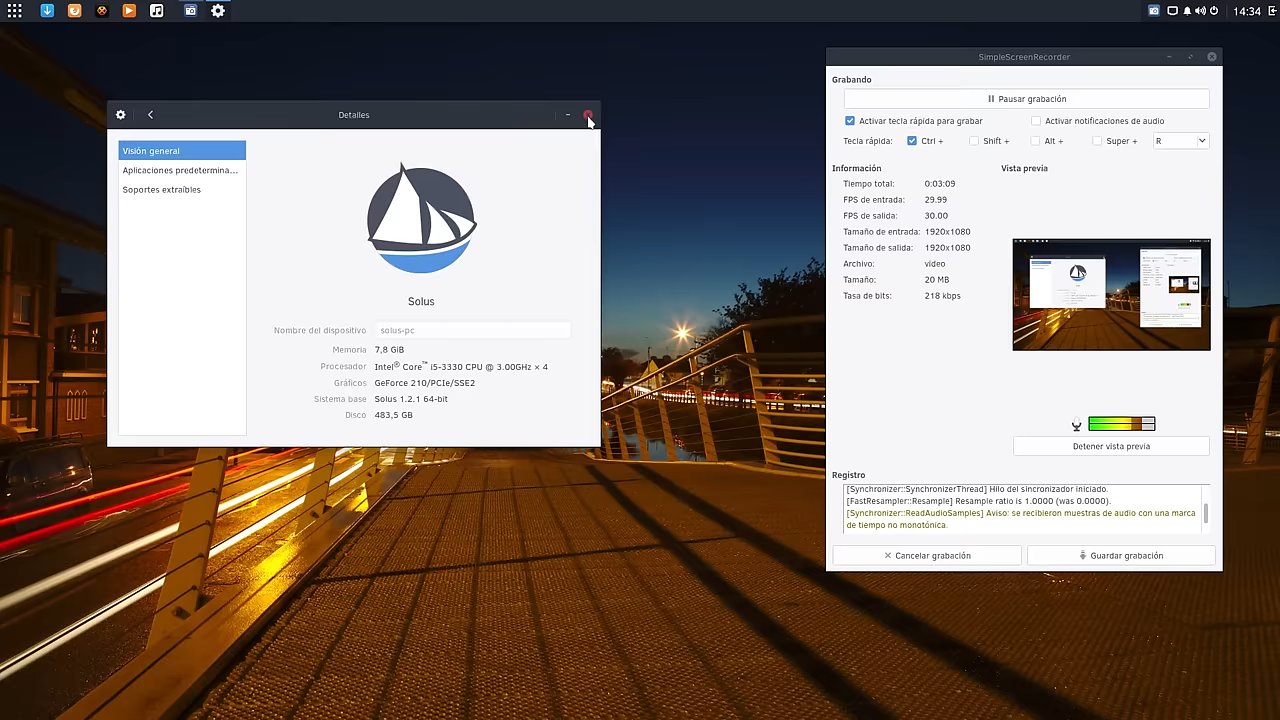 14:34
Detalles
Visión general
Aplicaciones predetermina...
Soportes extraíbles
Solus
Nombre del dispositivo solus-pc
Memoria 7,8 GiB
Procesador Intel® Core™ i5-3330 CPU @ 3.00GHz × 4
Gráficos GeForce 210/PCIe/SSE2
Sistema base Solus 1.2.1 64-bit
Disco 483,5 GB
SimpleScreenRecorder
Grabando
Pausar grabación
Activar tecla rápida para grabar Activar notificaciones de audio
Tecla rápida: Ctrl + Shift + Alt + Super + R
Información Vista previa
Tiempo total: 0:03:09
FPS de entrada: 29.99
FPS de salida: 30.00
Tamaño de entrada: 1920x1080
Tamaño de salida: 1920x1080
Archivo: video
Tamaño: 20 MB
Tasa de bits: 218 kbps
Detener vista previa
Registro
[Synchronizer::SynchronizerThread] Hilo del sincronizador iniciado.
[FastResampler::Resample] Resample ratio is 1.0000 (was 0.0000).
[Synchronizer::ReadAudioSamples] Aviso: se recibieron muestras de audio con una marca
de tiempo no monotónica.
Cancelar grabación Guardar grabación